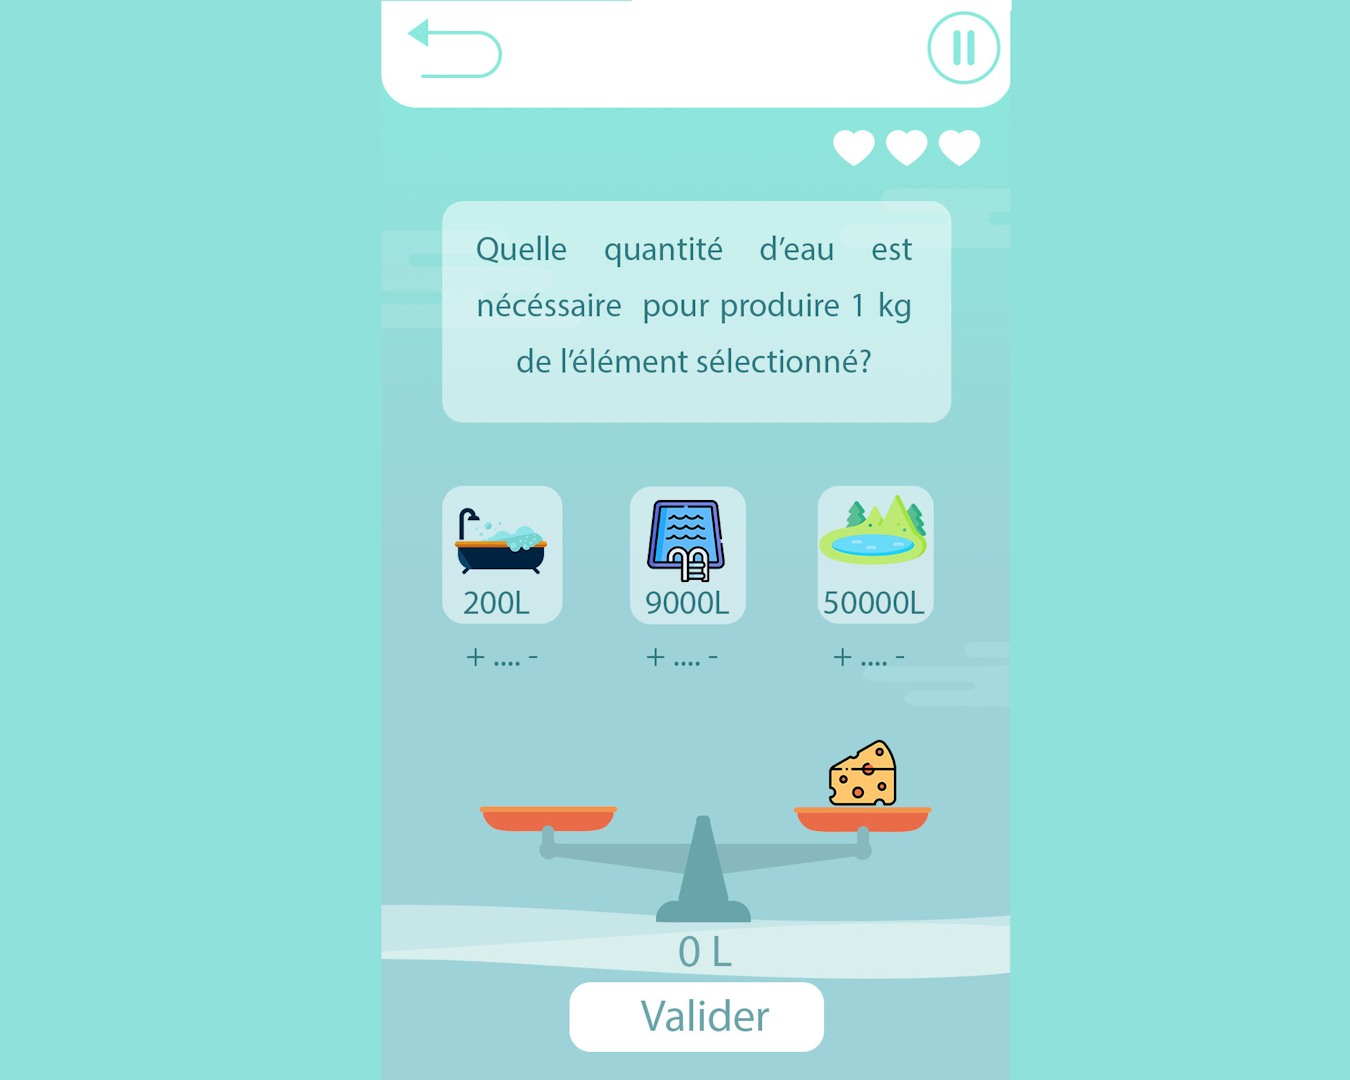 Quelle quantité d’eau est
nécéssaire pour produire 1 kg
de l’élément sélectionné?
200L 9000L 50000L
+ .... - + .... - + .... -
0 L
Valider